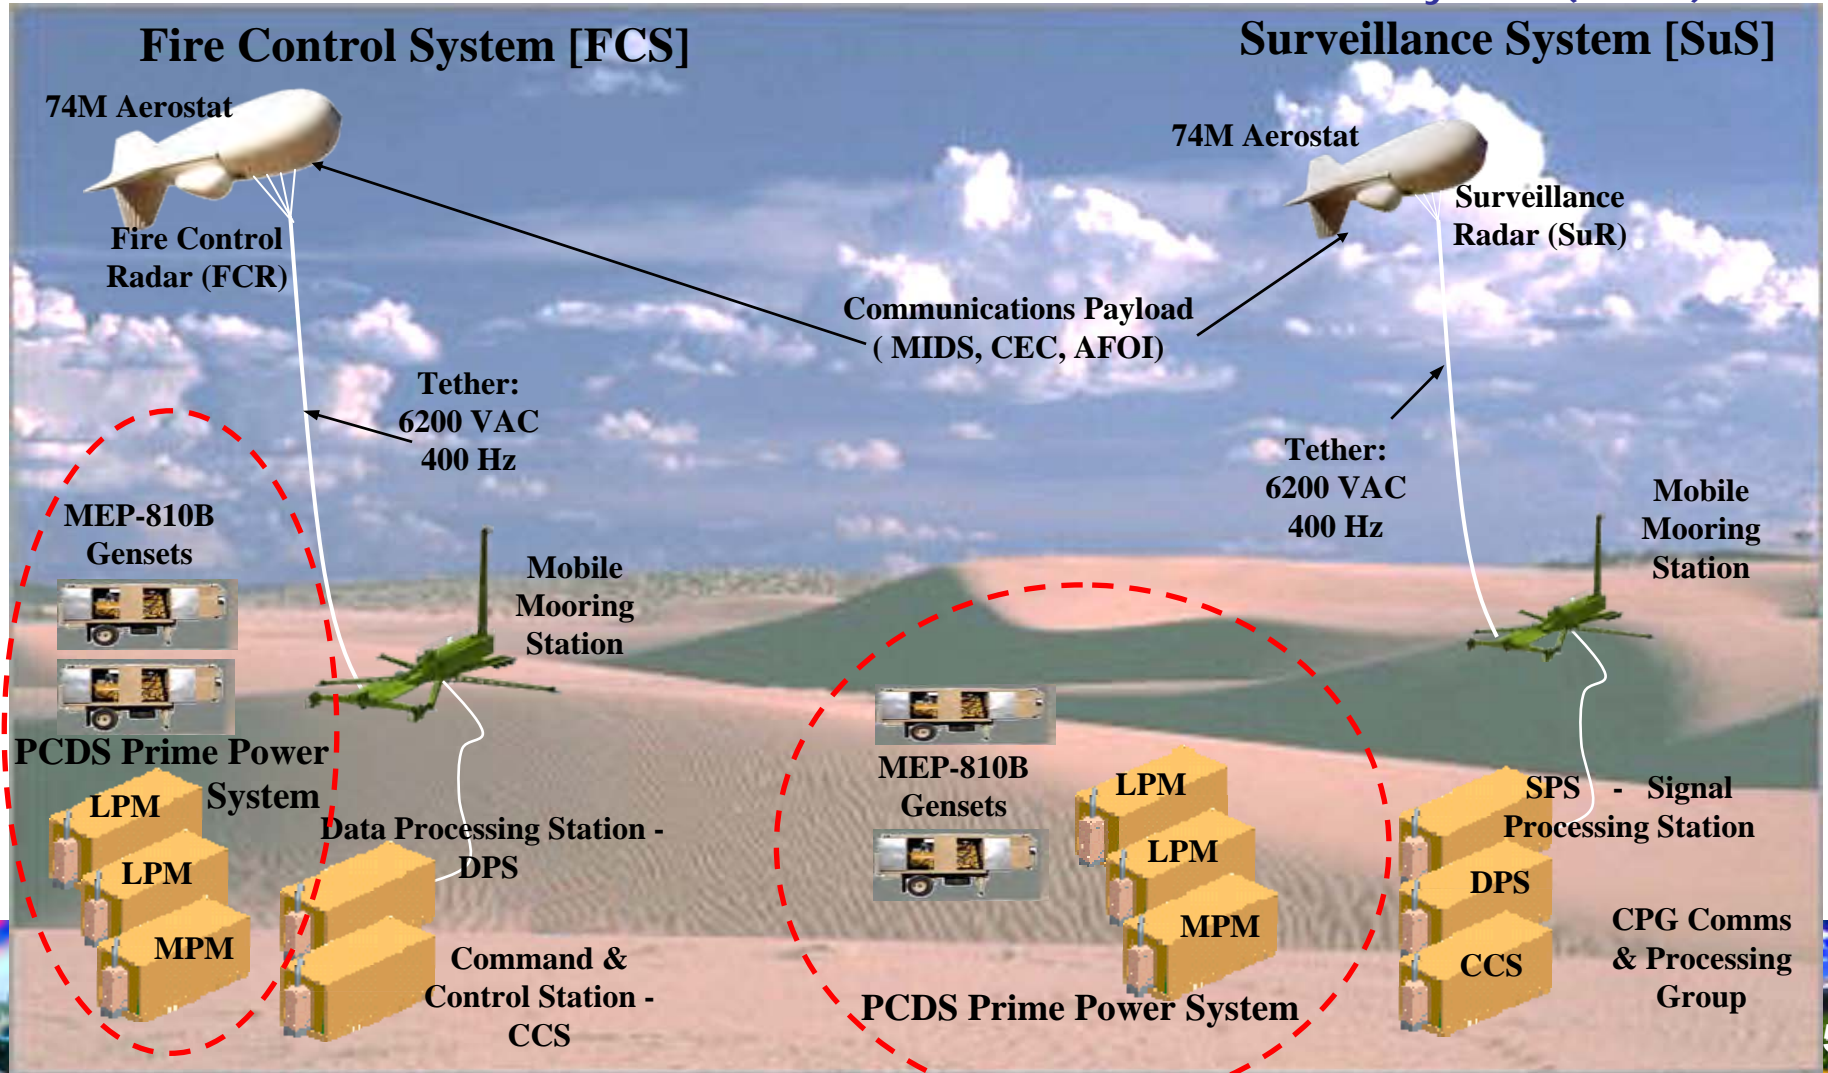 Fire Control System [FCS]
74M Aerostat
Fire Control
Radar (FCR)
Surveillance System [SuS]
74M Aerostat
Surveillance
Radar (SuR)
Communications Payload
( MIDS, CEC, AFOI)
Tether:
6200 VAC
400 Hz
Tether:
6200 VAC
400 Hz
MEP-810B
Gensets
Mobile
Mooring
Station
Mobile
Mooring
Station
PCDS Prime Power
System
LPM
LPM
MPM
Data Processing Station -
DPS
Command &
Control Station -
CCS
MEP-810B
Gensets
LPM
LPM
MPM
PCDS Prime Power System
SPS - Signal
Processing Station
DPS
CCS
CPG Comms
& Processing
Group